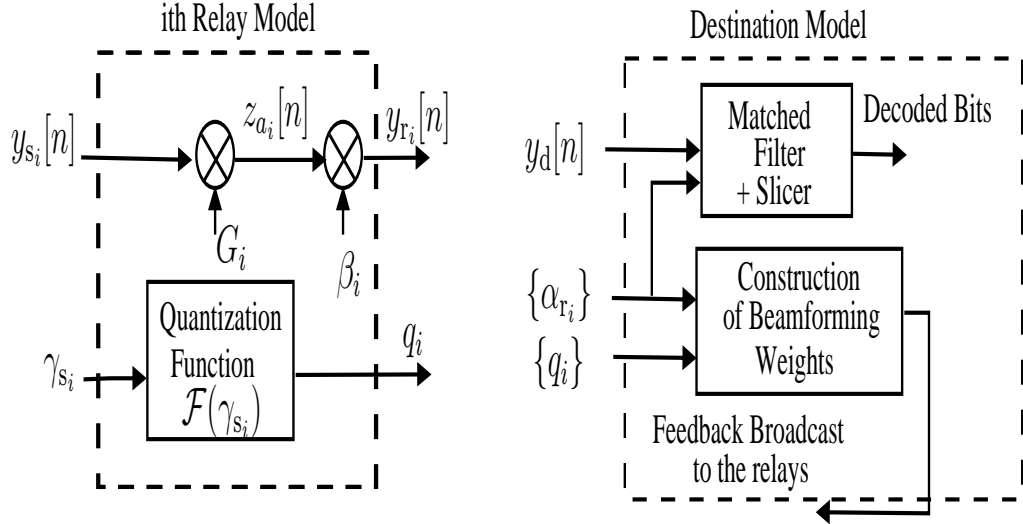 ith Relay Model
y_{s_i}[n]
z_{a_i}[n]
y_{r_i}[n]
G_i
β_i
Quantization
Function
𝓕(γ_{s_i})
γ_{s_i}
q_i
Destination Model
y_d[n]
Matched
Filter
+ Slicer
Decoded Bits
{α_{r_i}}
{q_i}
Construction
of Beamforming
Weights
Feedback Broadcast
to the relays